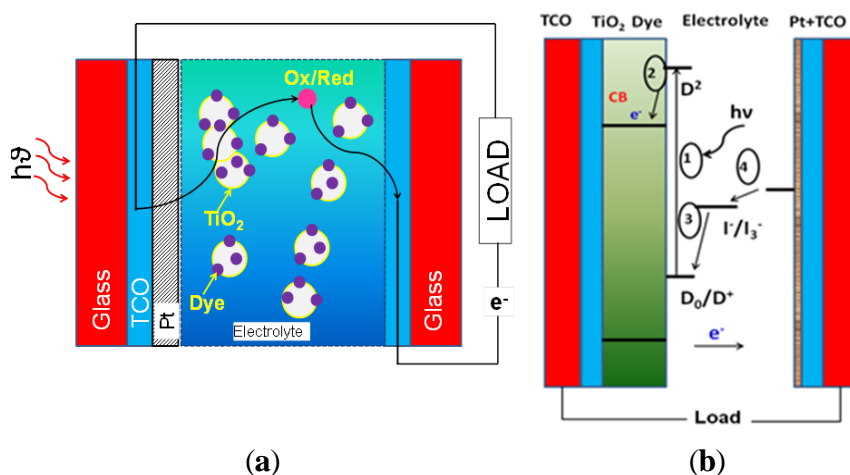 hϑ
Glass
TCO
Pt
Ox/Red
TiO₂
Dye
Electrolyte
Glass
LOAD
e-
(a)
TCO TiO₂ Dye Electrolyte Pt+TCO
2
D²
CB
e-
hν
1
4
3
I⁻/I₃⁻
D₀/D⁺
e-
Load
(b)